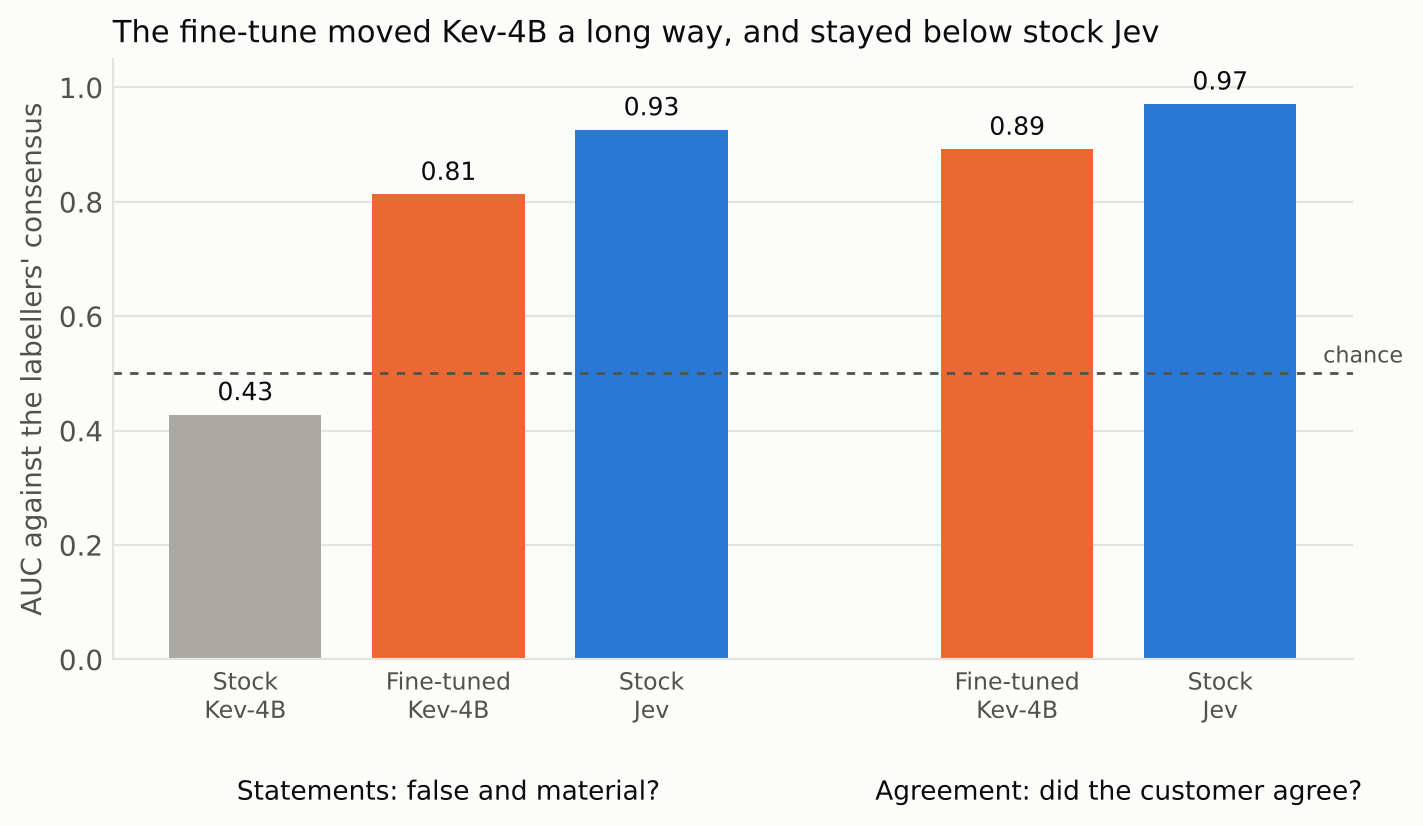 The fine-tune moved Kev-4B a long way, and stayed below stock Jev
AUC against the labellers' consensus
1.0
0.8
0.6
0.4
0.2
0.0
0.43
0.81
0.93
0.89
0.97
chance
Stock
Kev-4B
Fine-tuned
Kev-4B
Stock
Jev
Fine-tuned
Kev-4B
Stock
Jev
Statements: false and material?
Agreement: did the customer agree?